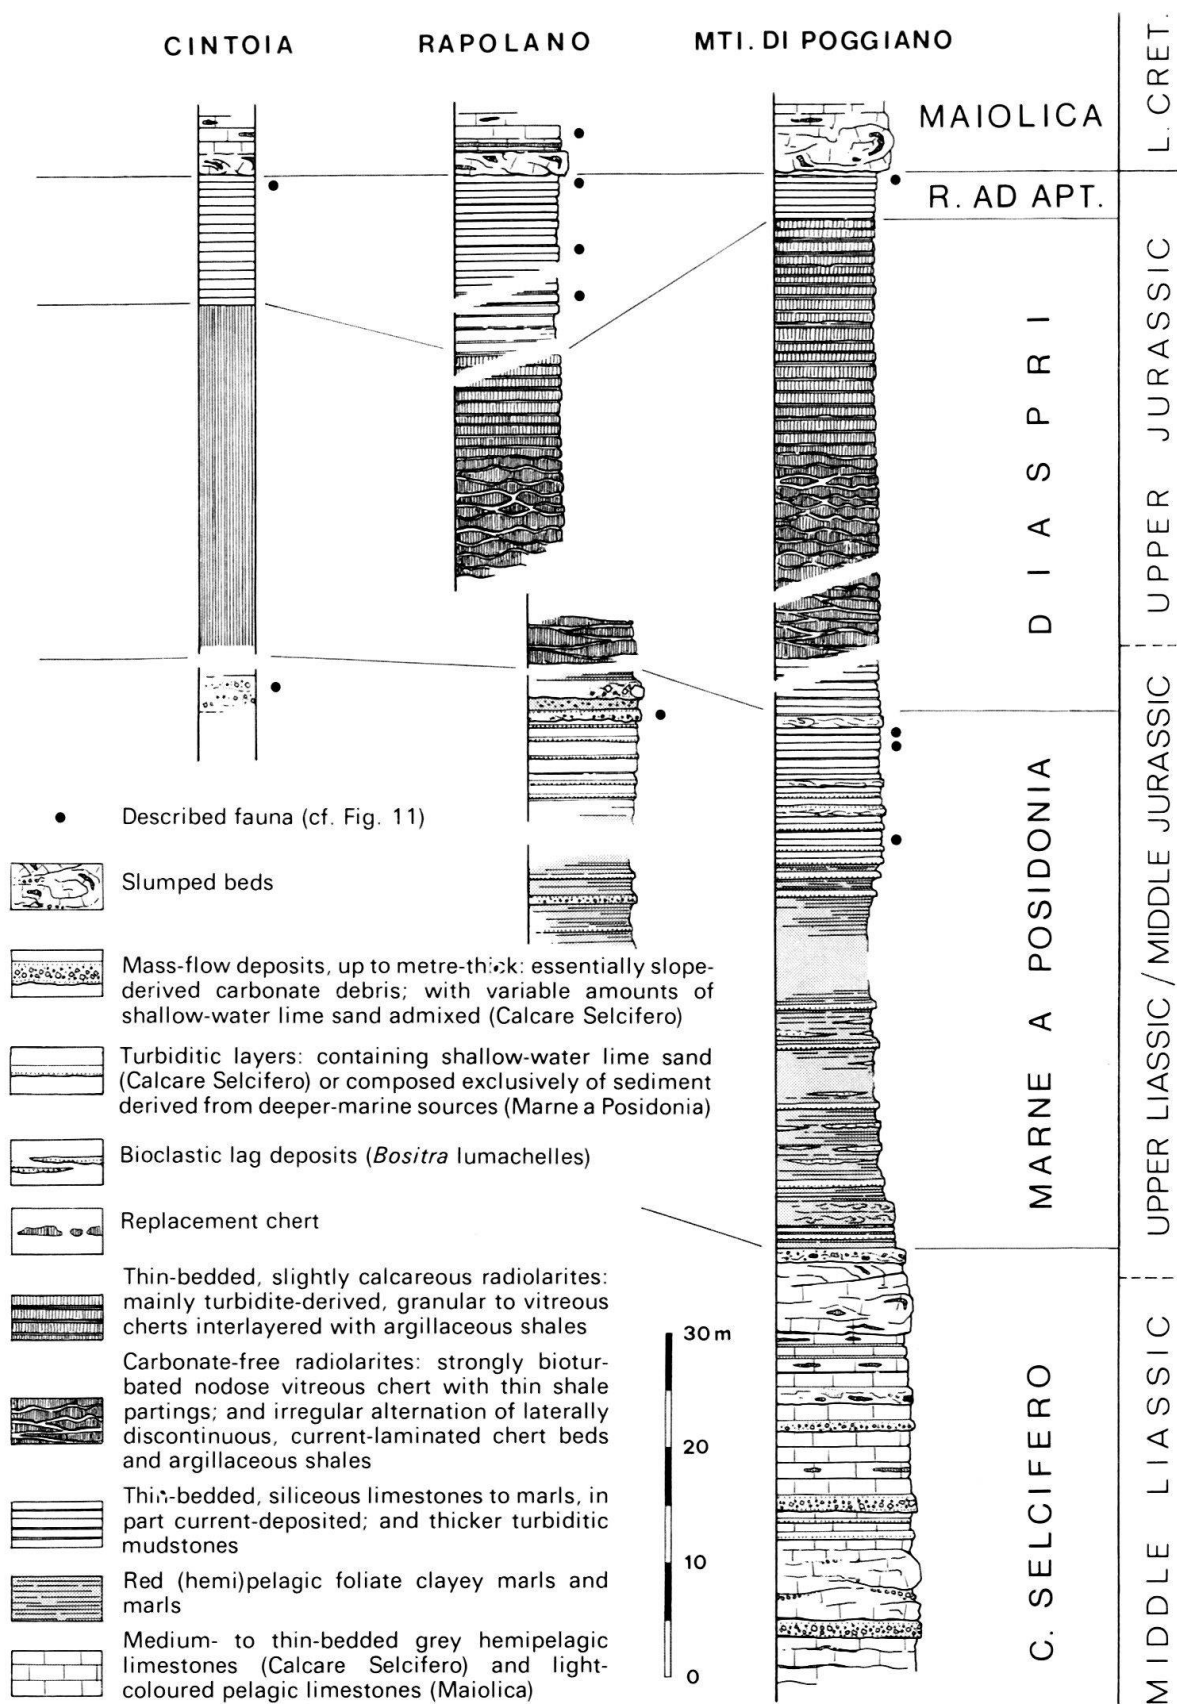 CINTOIA
RAPOLANO
MTI. DI POGGIANO
MAIOLICA
L. CRET.
R. AD APT.
DIASPRI
UPPER JURASSIC
MARNE A POSIDONIA
UPPER LIASSIC / MIDDLE JURASSIC
C. SELCIFERO
MIDDLE LIASSIC
Described fauna (cf. Fig. 11)
Slumped beds
Mass-flow deposits, up to metre-thick: essentially slope-
derived carbonate debris; with variable amounts of
shallow-water lime sand admixed (Calcare Selcifero)
Turbiditic layers: containing shallow-water lime sand
(Calcare Selcifero) or composed exclusively of sediment
derived from deeper-marine sources (Marne a Posidonia)
Bioclastic lag deposits (Bositra lumachelles)
Replacement chert
Thin-bedded, slightly calcareous radiolarites:
mainly turbidite-derived, granular to vitreous
cherts interlayered with argillaceous shales
Carbonate-free radiolarites: strongly biotur-
bated nodose vitreous chert with thin shale
partings; and irregular alternation of laterally
discontinuous, current-laminated chert beds
and argillaceous shales
Thin-bedded, siliceous limestones to marls, in
part current-deposited; and thicker turbiditic
mudstones
Red (hemi)pelagic foliate clayey marls and
marls
Medium- to thin-bedded grey hemipelagic
limestones (Calcare Selcifero) and light-
coloured pelagic limestones (Maiolica)
30 m
20
10
0